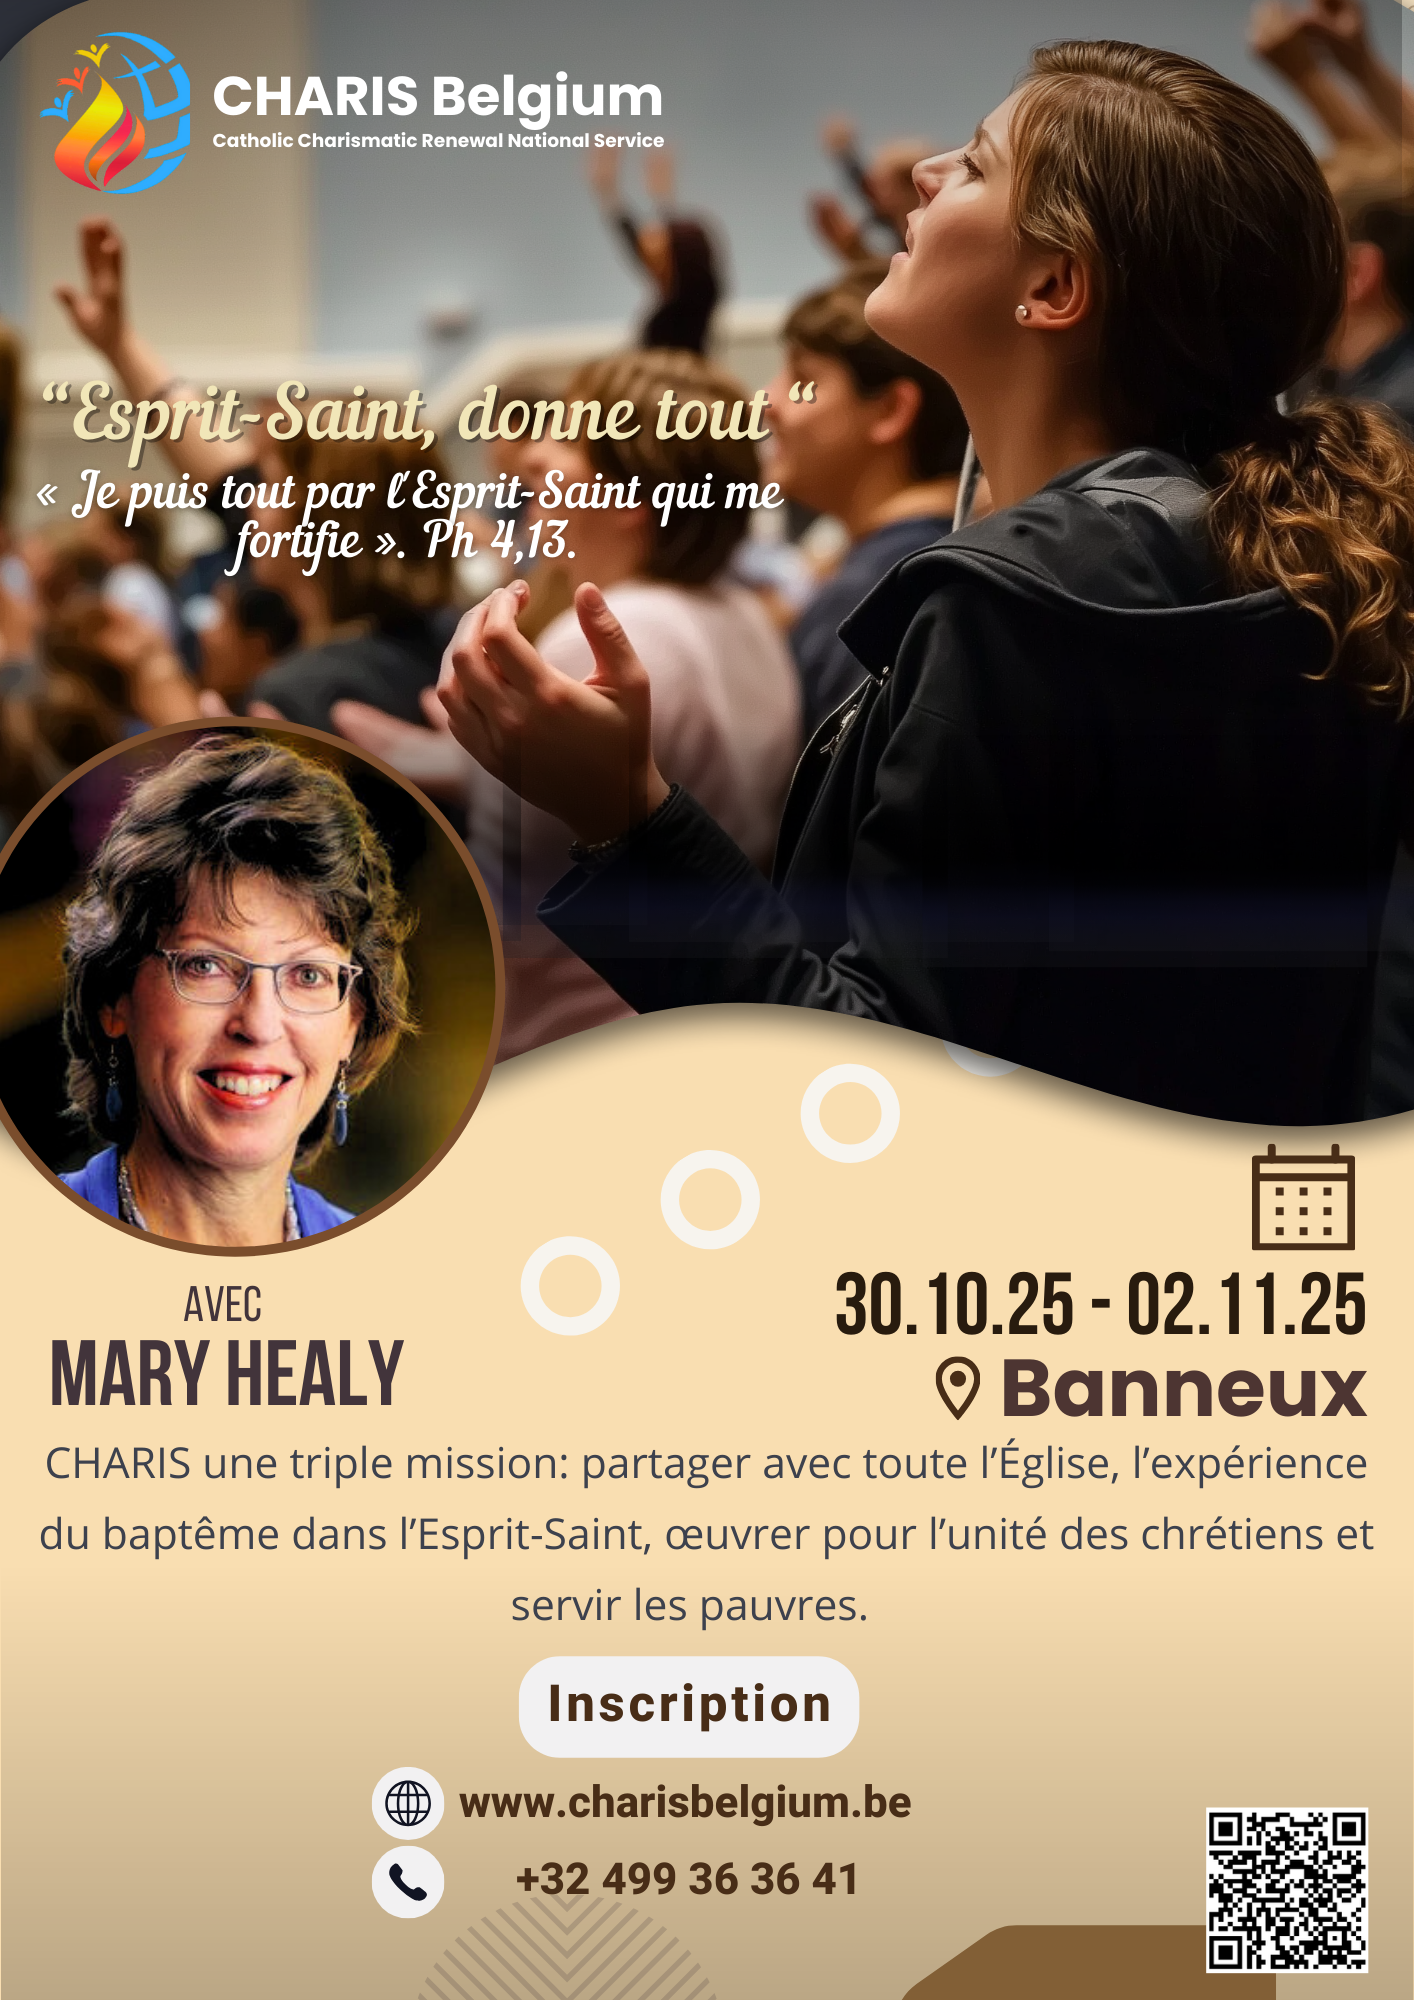 CHARIS Belgium
Catholic Charismatic Renewal National Service
“Esprit-Saint, donne tout “
« Je puis tout par l'Esprit-Saint qui me
fortifie ». Ph 4,13.
AVEC
MARY HEALY
30.10.25 - 02.11.25
Banneux
CHARIS une triple mission: partager avec toute l’Église, l’expérience
du baptême dans l’Esprit-Saint, œuvrer pour l’unité des chrétiens et
servir les pauvres.
Inscription
www.charisbelgium.be
+32 499 36 36 41